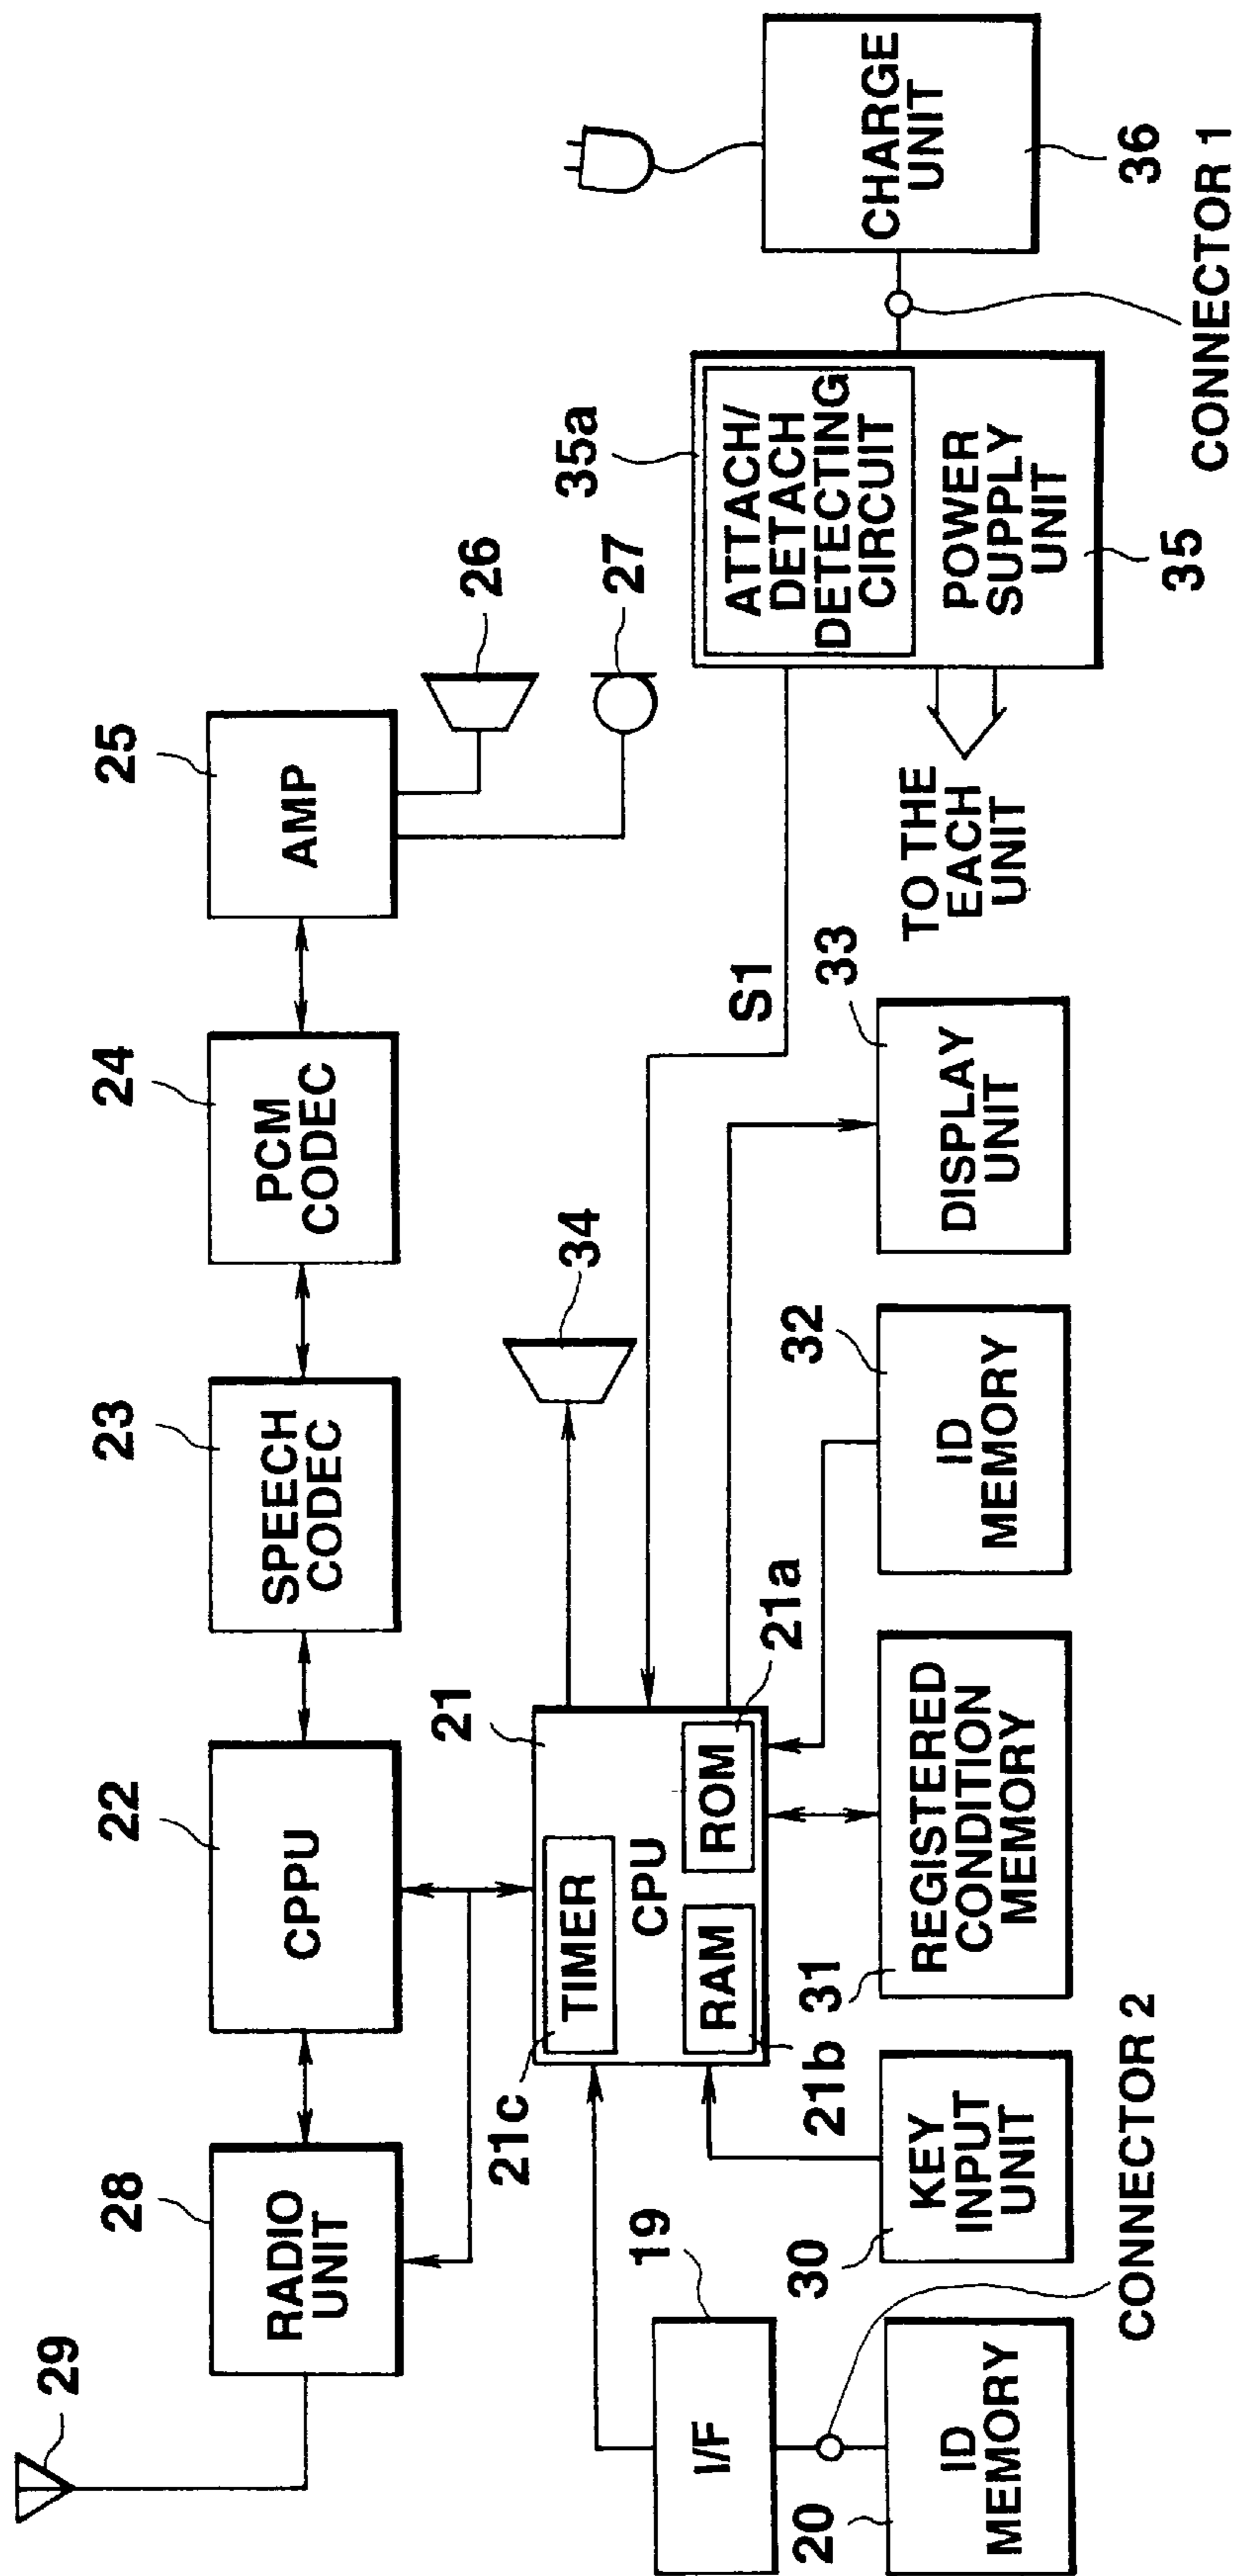 29
28
RADIO
UNIT
22
CPPU
23
SPEECH
CODEC
24
PCM
CODEC
25
AMP
26
27
21
21c
TIMER
CPU
RAM
ROM
21b
21a
34
S1
35a
ATTACH/
DETACH
DETECTING
CIRCUIT
POWER
SUPPLY
UNIT
35
TO THE
EACH
UNIT
CHARGE
UNIT
36
CONNECTOR 1
19
I/F
20
ID
MEMORY
CONNECTOR 2
30
KEY
INPUT
UNIT
31
REGISTERED
CONDITION
MEMORY
32
ID
MEMORY
33
DISPLAY
UNIT